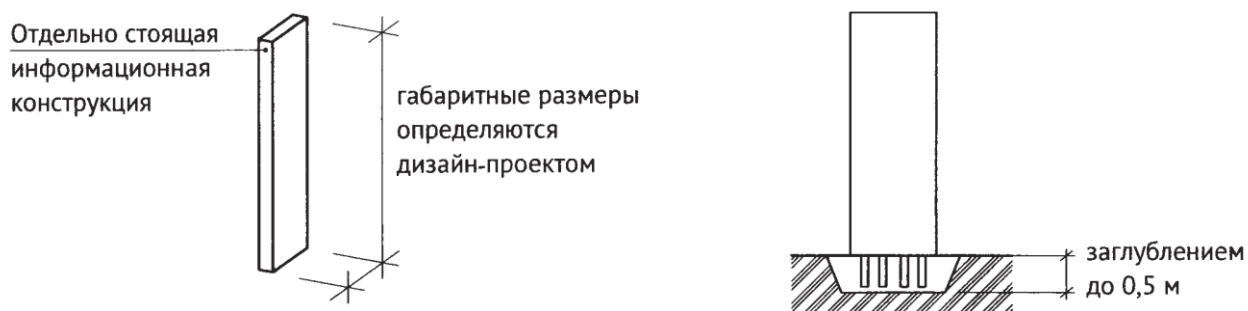 Отдельно стоящая
информационная
конструкция
габаритные размеры
определяются
дизайн-проектом
заглублением
до 0,5 м